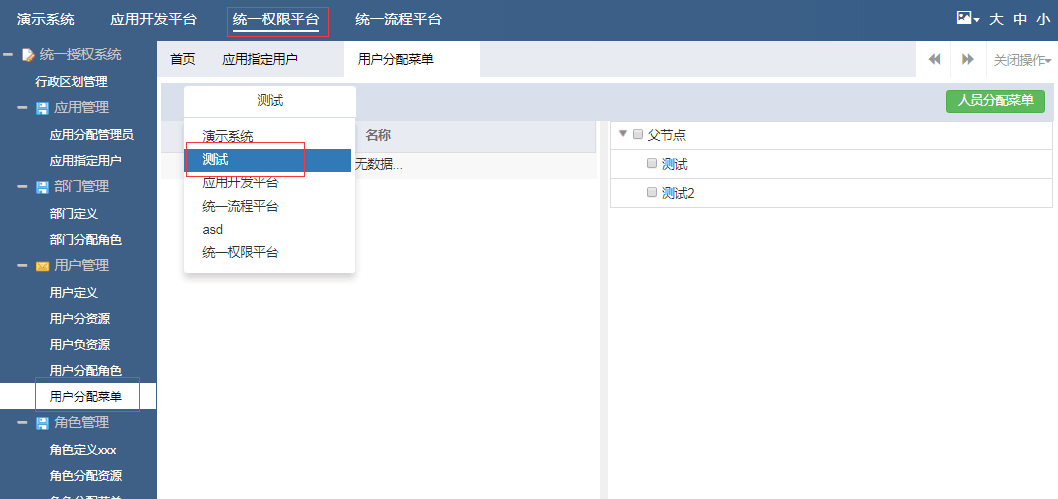 演示系统 应用开发平台 统一权限平台 统一流程平台 大 中 小
统一授权系统
行政区划管理
应用管理
应用分配管理员
应用指定用户
部门管理
部门定义
部门分配角色
用户管理
用户定义
用户分资源
用户负资源
用户分配角色
用户分配菜单
角色管理
角色定义xxx
角色分配资源
角色分配菜单
首页 应用指定用户 用户分配菜单 关闭操作
测试 人员分配菜单
演示系统
测试
应用开发平台
统一流程平台
asd
统一权限平台
名称
无数据...
父节点
测试
测试2